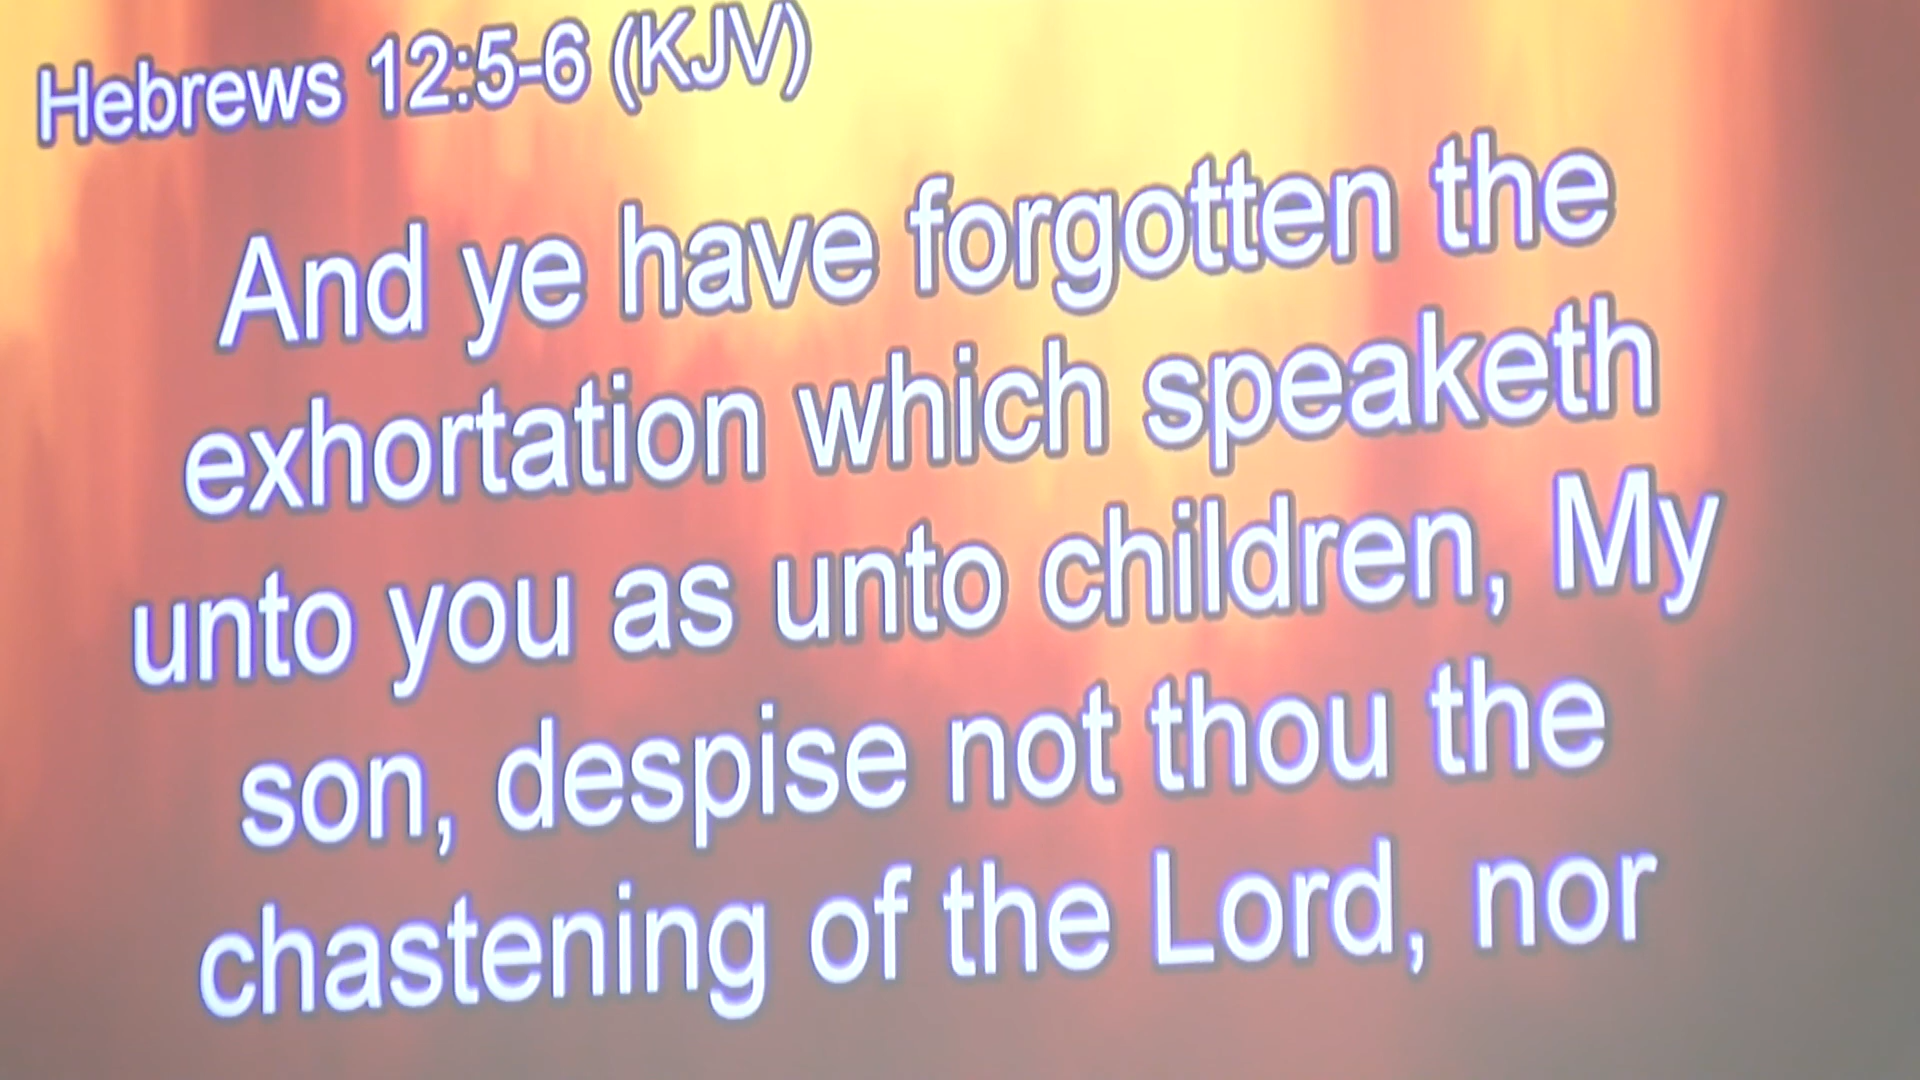 Hebrews 12:5-6 (KJV)
And ye have forgotten the
exhortation which speaketh
unto you as unto children, My
son, despise not thou the
chastening of the Lord, nor